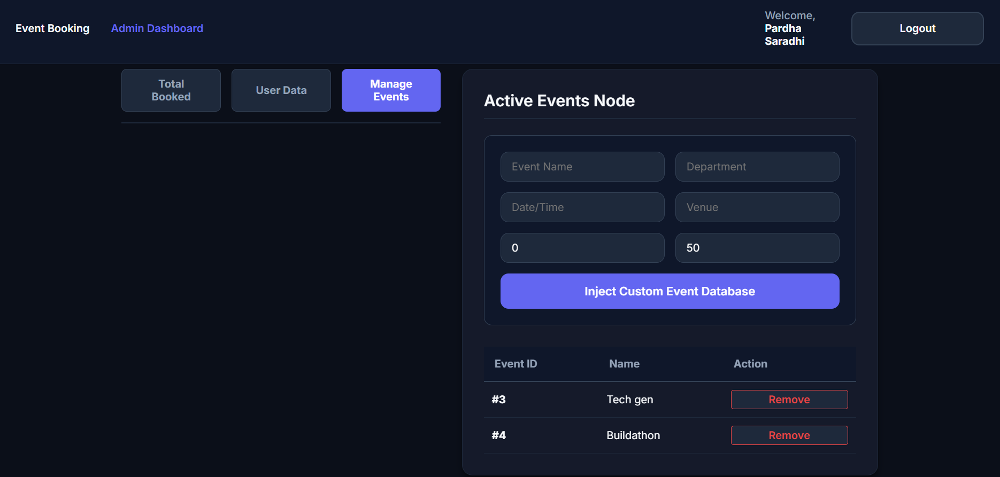 Event Booking
Admin Dashboard
Welcome,
Pardha
Saradhi
Logout
Total
Booked
User Data
Manage
Events
Active Events Node
Event Name
Department
Date/Time
Venue
0
50
Inject Custom Event Database
Event ID Name Action
#3 Tech gen Remove
#4 Buildathon Remove